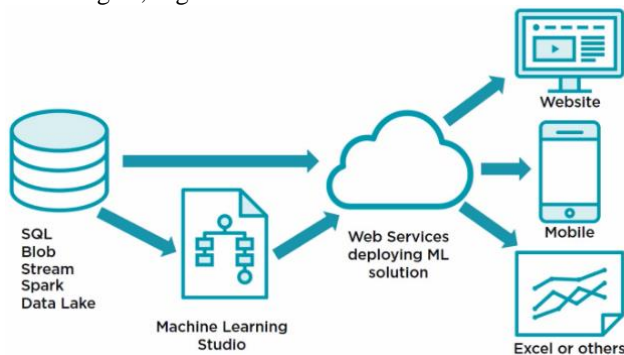 SQL
Blob
Stream
Spark
Data Lake
Machine Learning
Studio
Web Services
deploying ML
solution
Website
Mobile
Excel or others